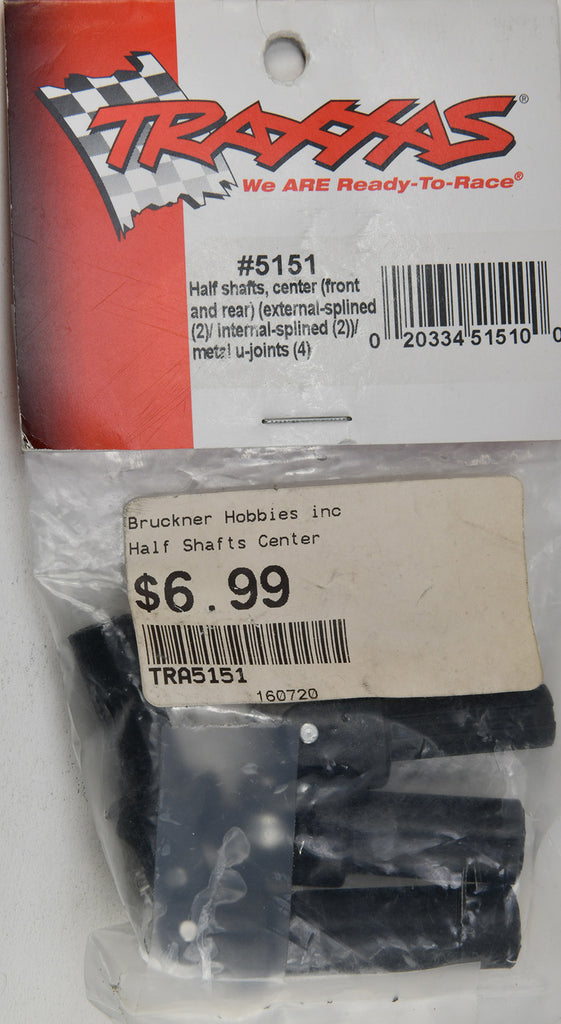 TRAXXAS®
We ARE Ready-To-Race®
#5151
Half shafts, center (front
and rear) (external-splined
(2)/ internal-splined (2))/
metal u-joints (4)
0 20334 51510 0
Bruckner Hobbies inc
Half Shafts Center
$6.99
TRA5151
160720